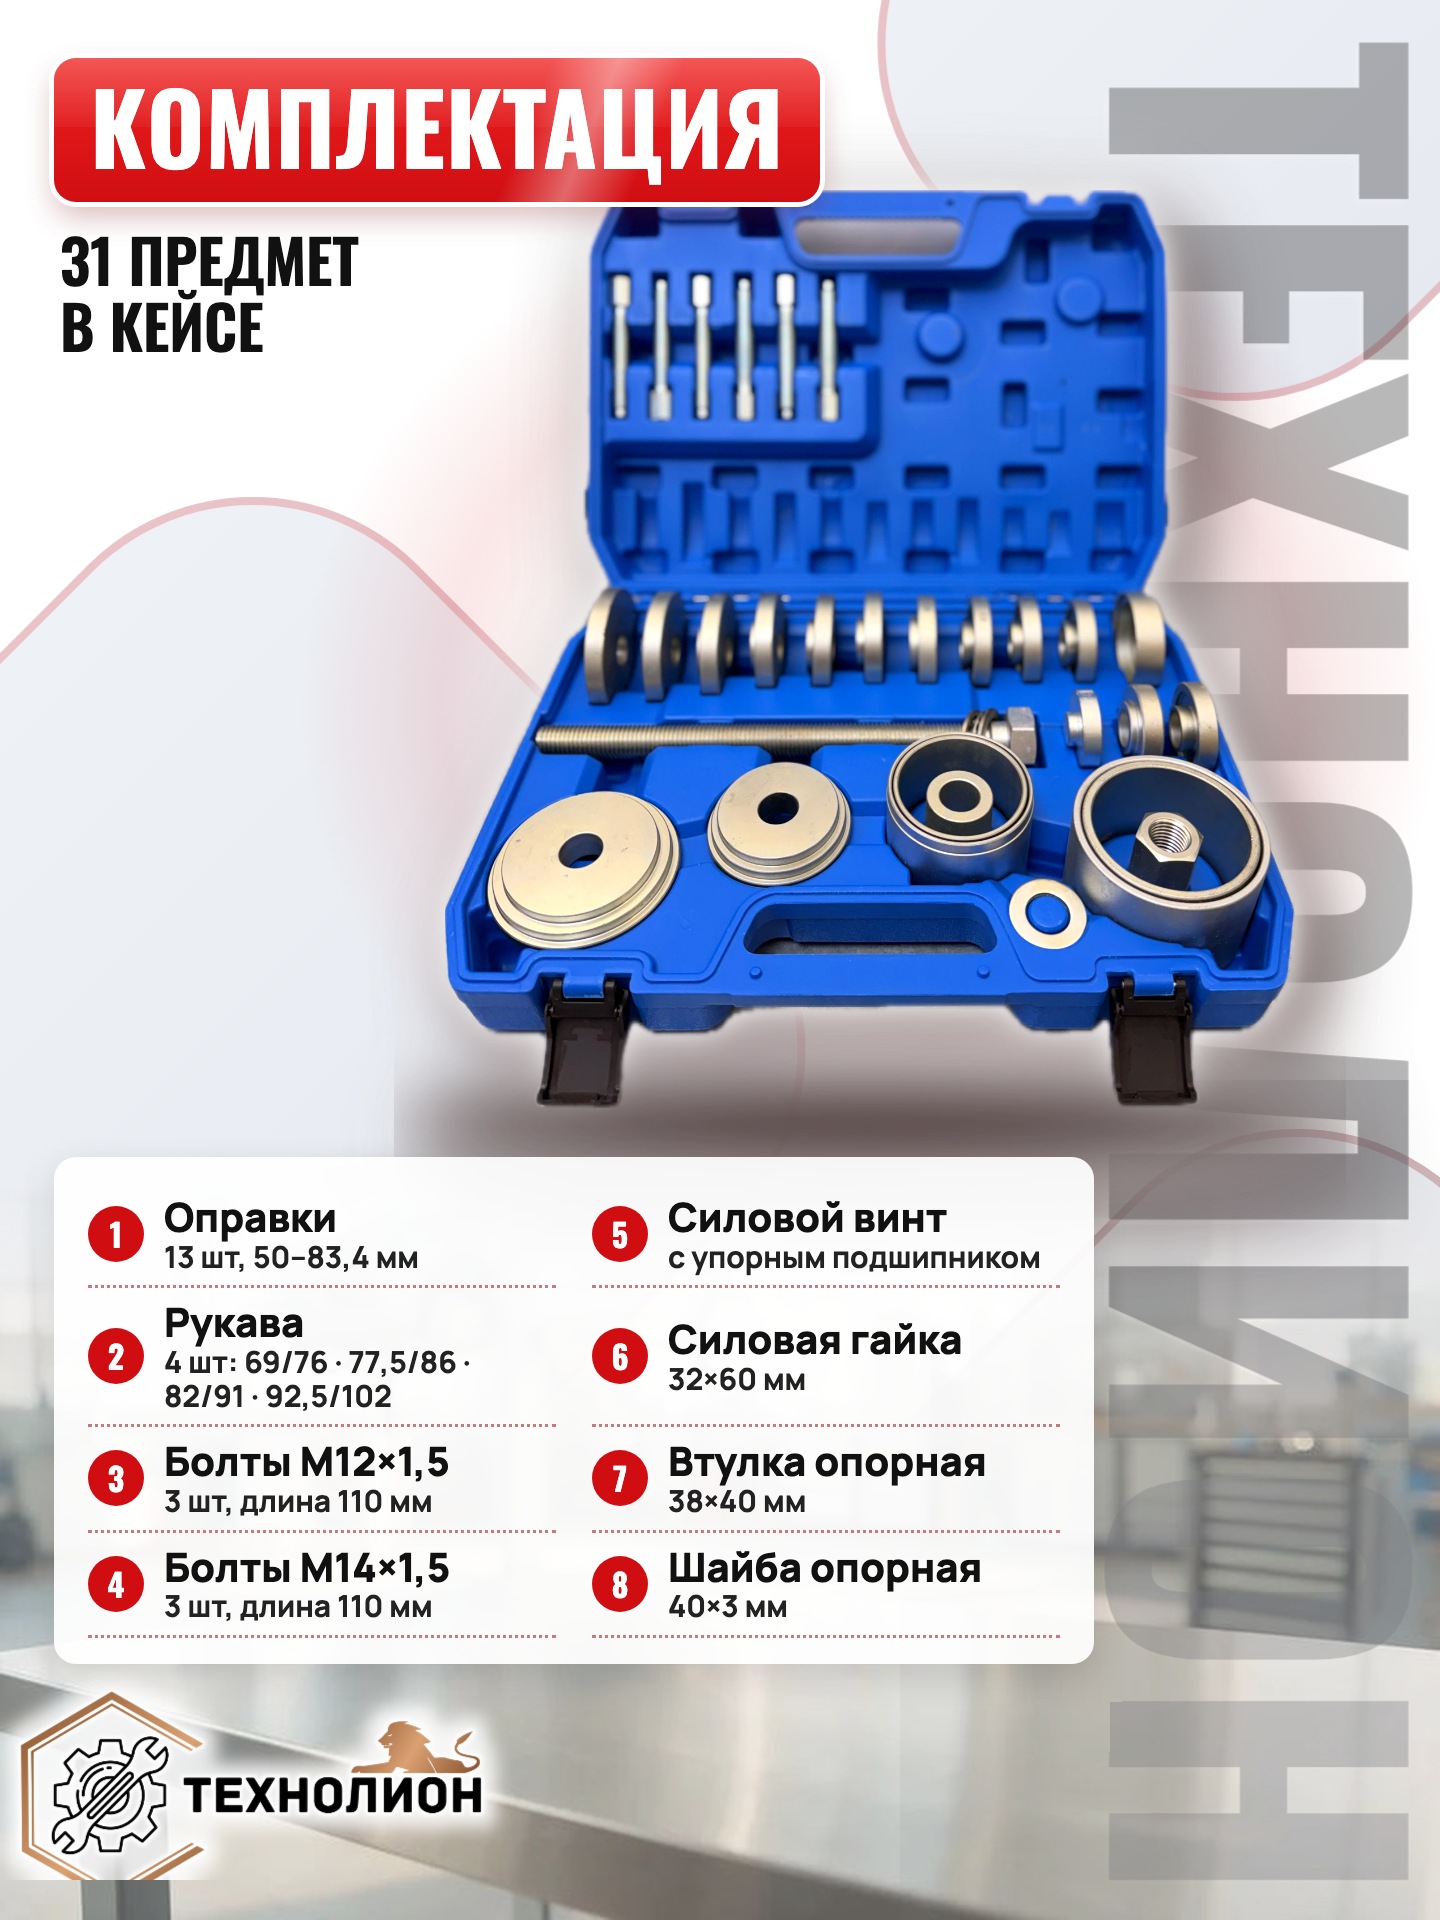 КОМПЛЕКТАЦИЯ
31 ПРЕДМЕТ
В КЕЙСЕ
ТЕХНОЛИОН
1
Оправки
13 шт, 50–83,4 мм
2
Рукава
4 шт: 69/76 · 77,5/86 ·
82/91 · 92,5/102
3
Болты М12×1,5
3 шт, длина 110 мм
4
Болты М14×1,5
3 шт, длина 110 мм
5
Силовой винт
с упорным подшипником
6
Силовая гайка
32×60 мм
7
Втулка опорная
38×40 мм
8
Шайба опорная
40×3 мм
ТЕХНОЛИОН